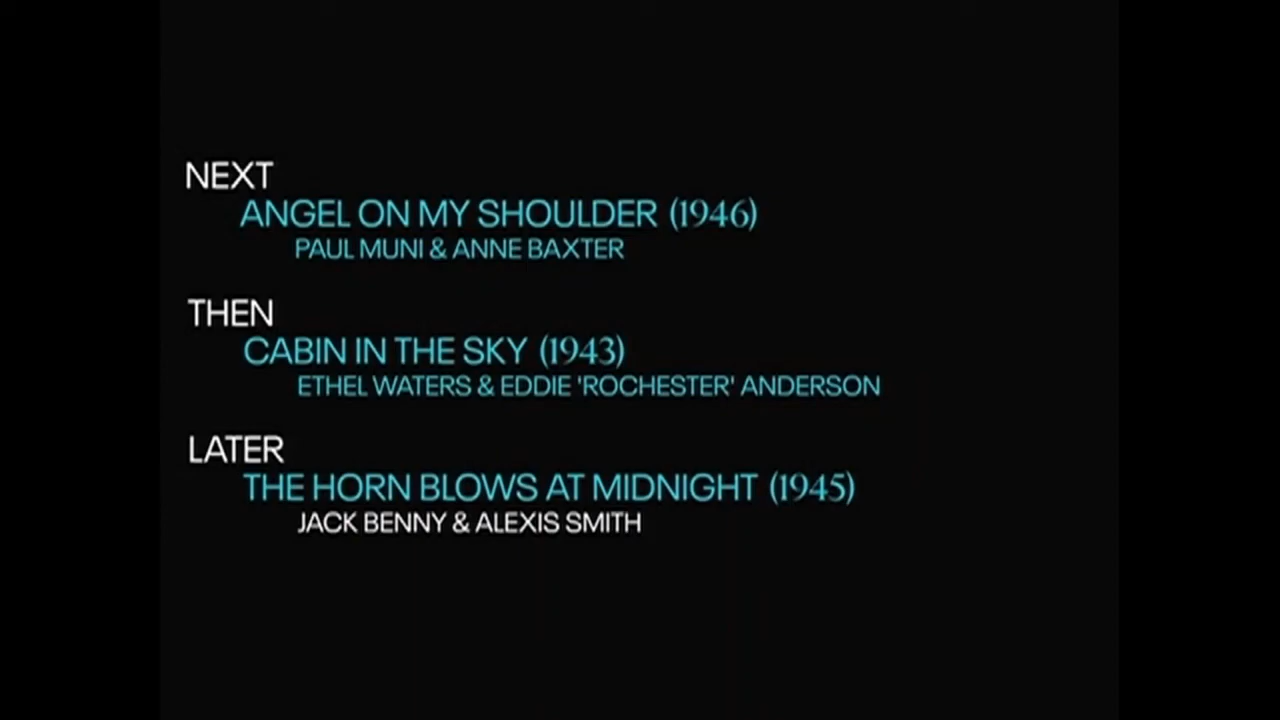 NEXT
ANGEL ON MY SHOULDER (1946)
PAUL MUNI & ANNE BAXTER
THEN
CABIN IN THE SKY (1943)
ETHEL WATERS & EDDIE 'ROCHESTER' ANDERSON
LATER
THE HORN BLOWS AT MIDNIGHT (1945)
JACK BENNY & ALEXIS SMITH